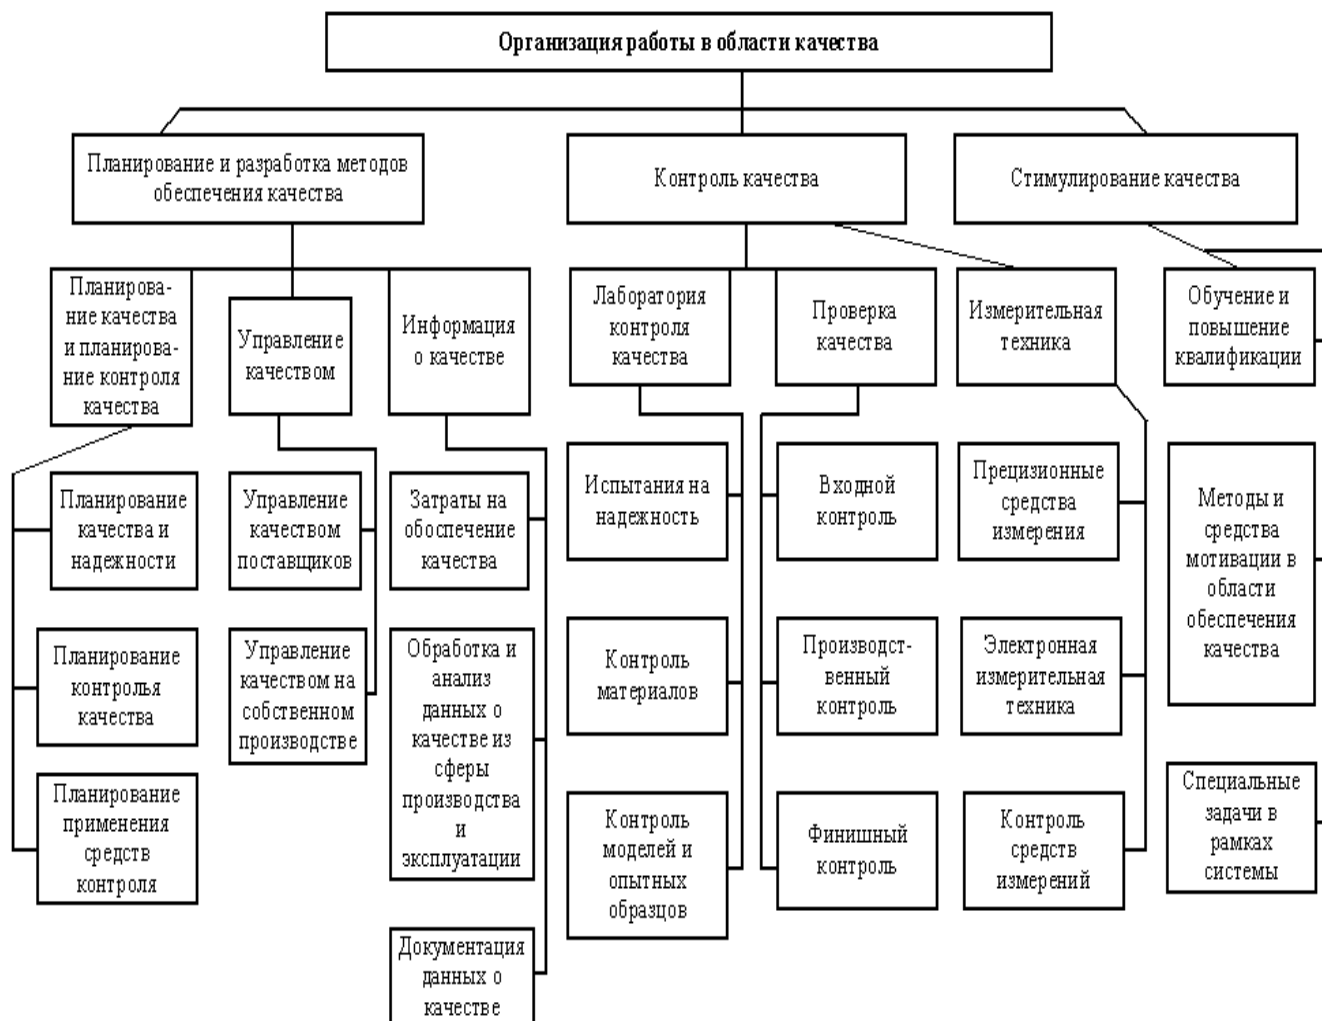 Организация работы в области качества
Планирование и разработка методов
обеспечения качества
Контроль качества
Стимулирование качества
Планирова-
ние качества
и планирова-
ние контроля
качества
Управление
качеством
Информация
о качестве
Лаборатория
контроля
качества
Проверка
качества
Измерительная
техника
Обучение и
повышение
квалификации
Планирование
качества и
надежности
Управление
качеством
поставщиков
Затраты на
обоспечение
качества
Испытания на
надежность
Входной
контроль
Прецизионные
средства
измерения
Методы и
средства
мотивации в
области
обеспечения
качества
Планирование
контролья
качества
Управление
качеством на
собственном
производстве
Обработка и
анализ
данных о
качестве из
сферы
производства
и
эксплуатации
Контроль
материалов
Производст-
венный
контроль
Электронная
измерительная
техника
Планирование
применения
средств
контроля
Контроль
моделей и
опытных
образцов
Финишный
контроль
Контроль
средств
измерений
Специальные
задачи в
рамках
системы
Документация
данных о
качестве